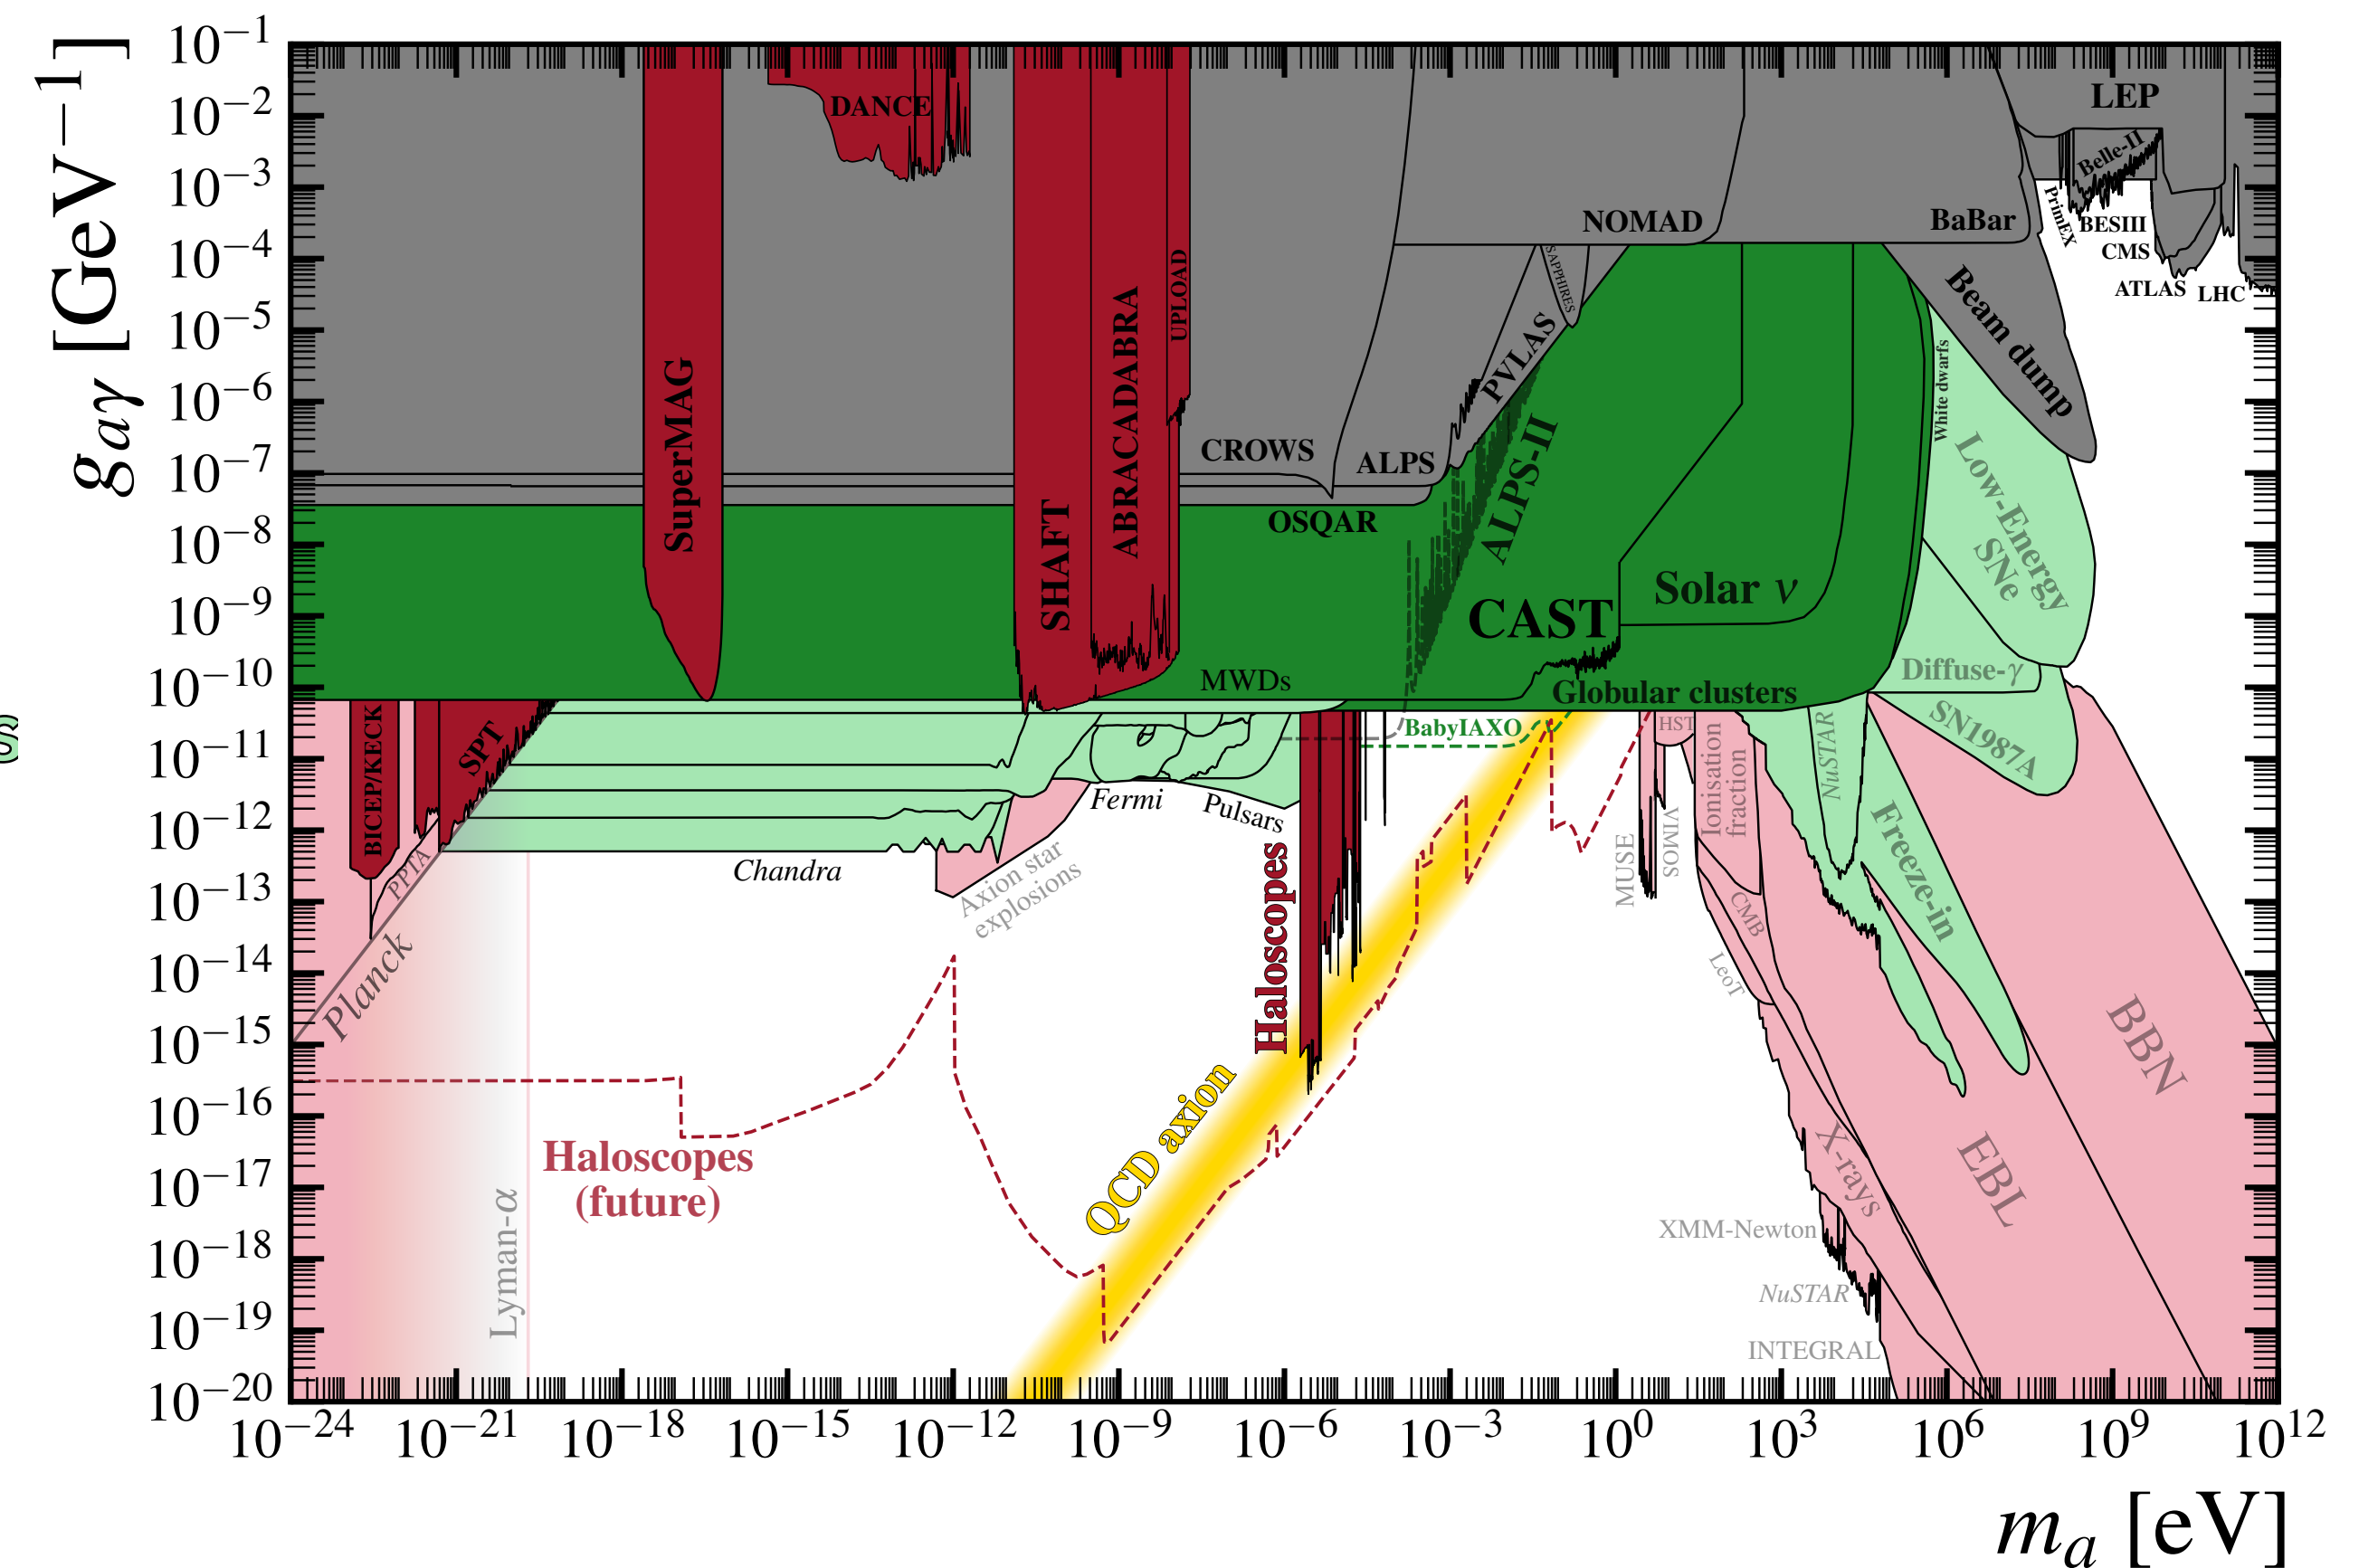 g_{aγ} [GeV^{−1}]
10^{−1}
10^{−2}
10^{−3}
10^{−4}
10^{−5}
10^{−6}
10^{−7}
10^{−8}
10^{−9}
10^{−10}
10^{−11}
10^{−12}
10^{−13}
10^{−14}
10^{−15}
10^{−16}
10^{−17}
10^{−18}
10^{−19}
10^{−20}
DANCE
LEP
Belle-II
PrimEX
BESIII
CMS
ATLAS
LHC
NOMAD
BaBar
SAPPHIRES
UPLOAD
ABRACADABRA
SuperMAG
SHAFT
PVLAS
Beam dump
White dwarfs
CROWS
ALPS
OSQAR
ALPS-II
Low-Energy
SNe
CAST
Solar ν
MWDs
Globular clusters
Diffuse-γ
BICEP/KECK
SPT
BabyIAXO
HST
Ionisation
fraction
NuSTAR
SN1987A
Fermi
Pulsars
PPTA
Chandra
Axion star
explosions
Haloscopes
MUSE
VIMOS
Freeze-in
CMB
LeoT
Planck
BBN
QCD axion
Haloscopes
(future)
Lyman-α
X-rays
EBL
XMM-Newton
NuSTAR
INTEGRAL
10^{−24}
10^{−21}
10^{−18}
10^{−15}
10^{−12}
10^{−9}
10^{−6}
10^{−3}
10^{0}
10^{3}
10^{6}
10^{9}
10^{12}
m_a [eV]